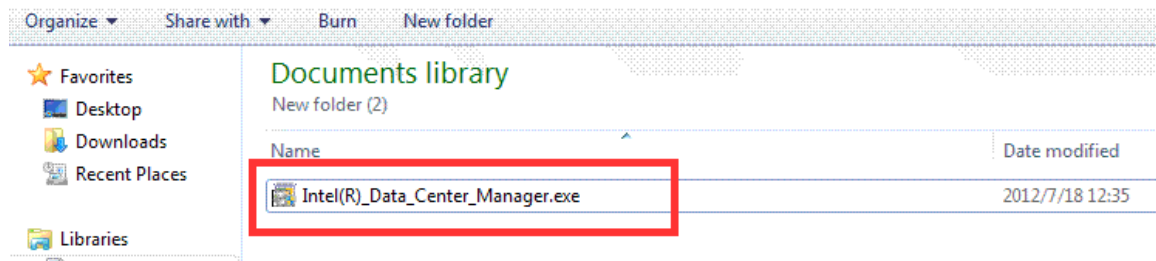 Organize Share with Burn New folder
Favorites
Desktop
Downloads
Recent Places
Libraries
Documents library
New folder (2)
Name Date modified
Intel(R)_Data_Center_Manager.exe 2012/7/18 12:35